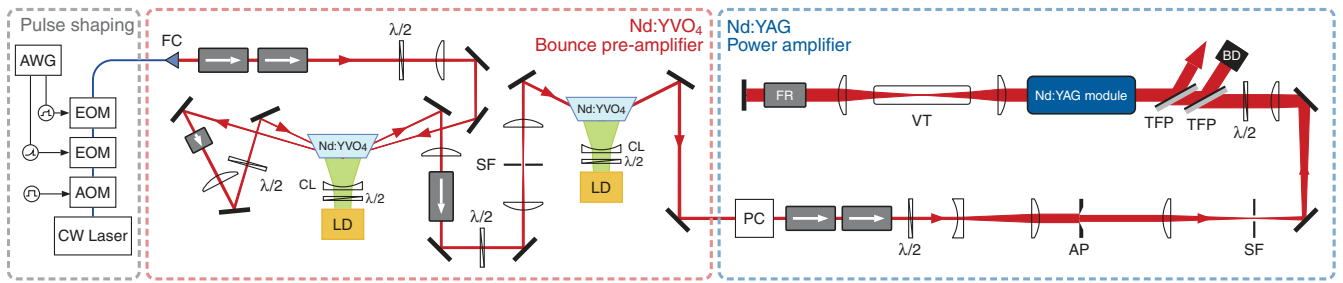 Pulse shaping
AWG
EOM
EOM
AOM
CW Laser
FC
Nd:YVO₄
Bounce pre-amplifier
λ/2
λ/2
Nd:YVO₄
CL
λ/2
LD
λ/2
SF
Nd:YVO₄
CL
λ/2
LD
Nd:YAG
Power amplifier
FR
VT
Nd:YAG module
TFP
TFP
BD
λ/2
PC
λ/2
AP
SF